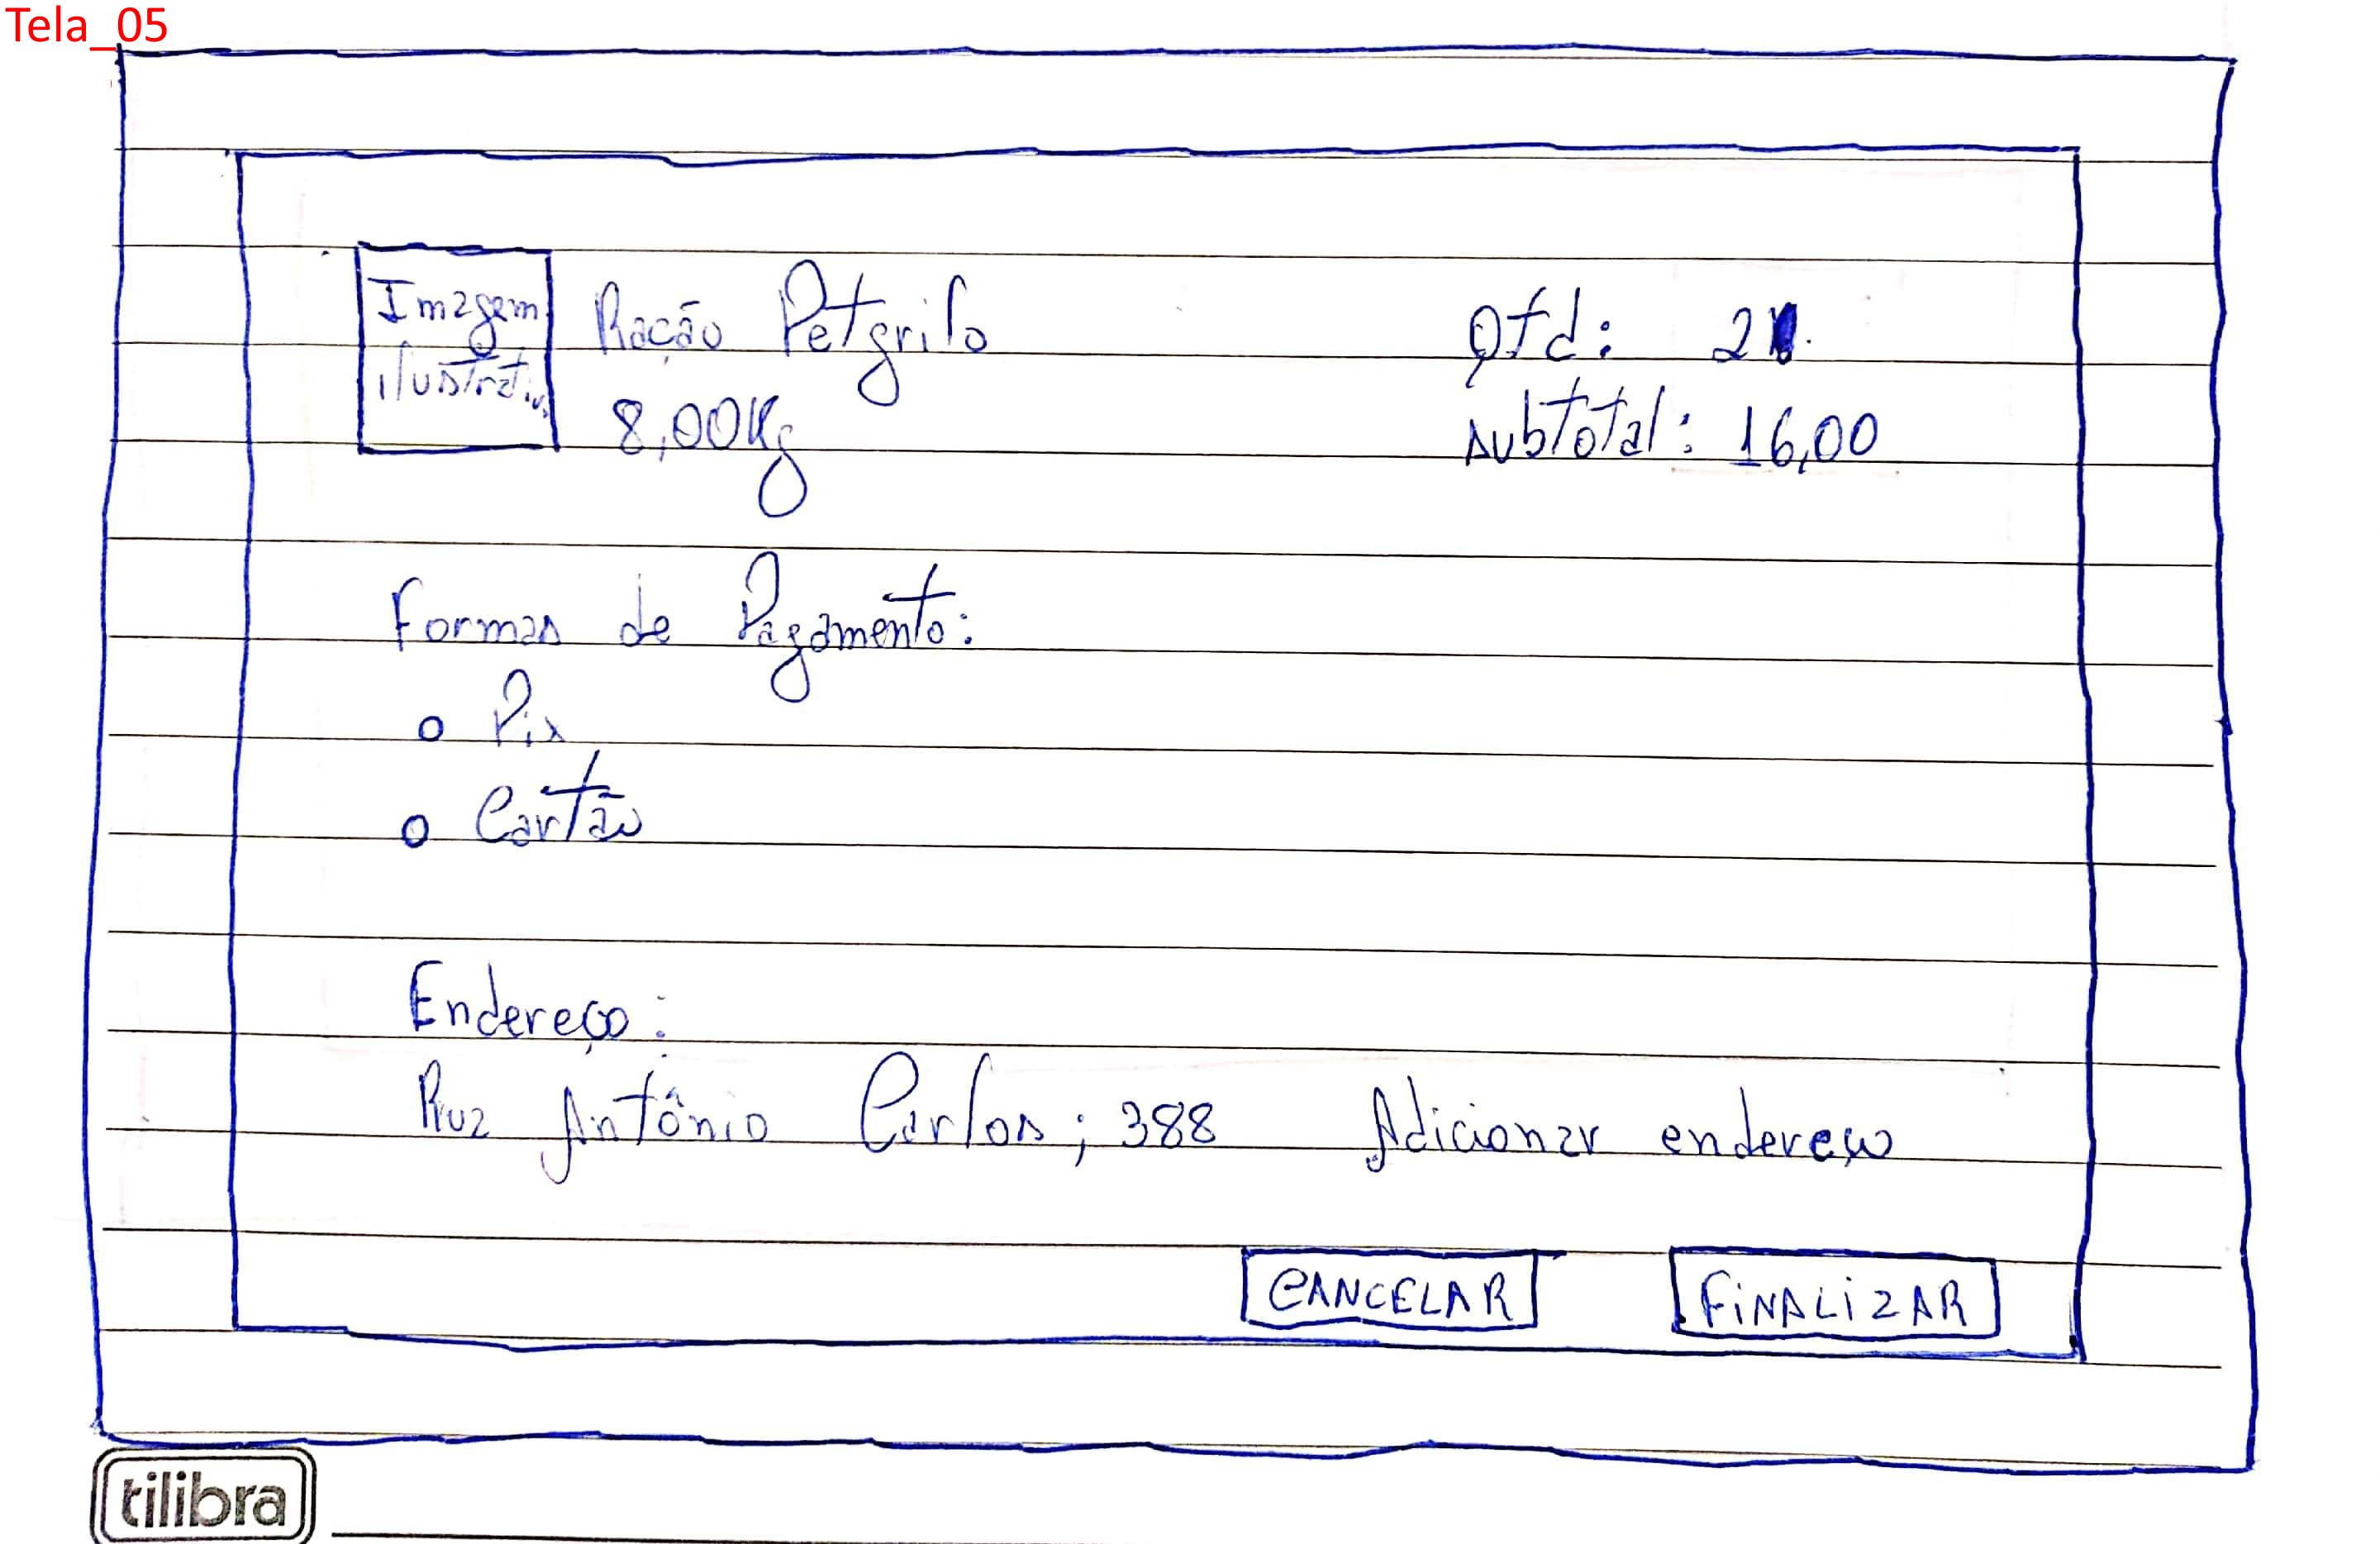 Tela_05
Imagem
ilustrativ
Ração Petgrilo
8,00Kg
Qtd: 2
subtotal: 16,00
Formas de Pagamento:
o Pix
o Cartão
Endereço:
Rua Antônio Carlos; 388 Adicionar endereço
CANCELAR FINALIZAR
tilibra